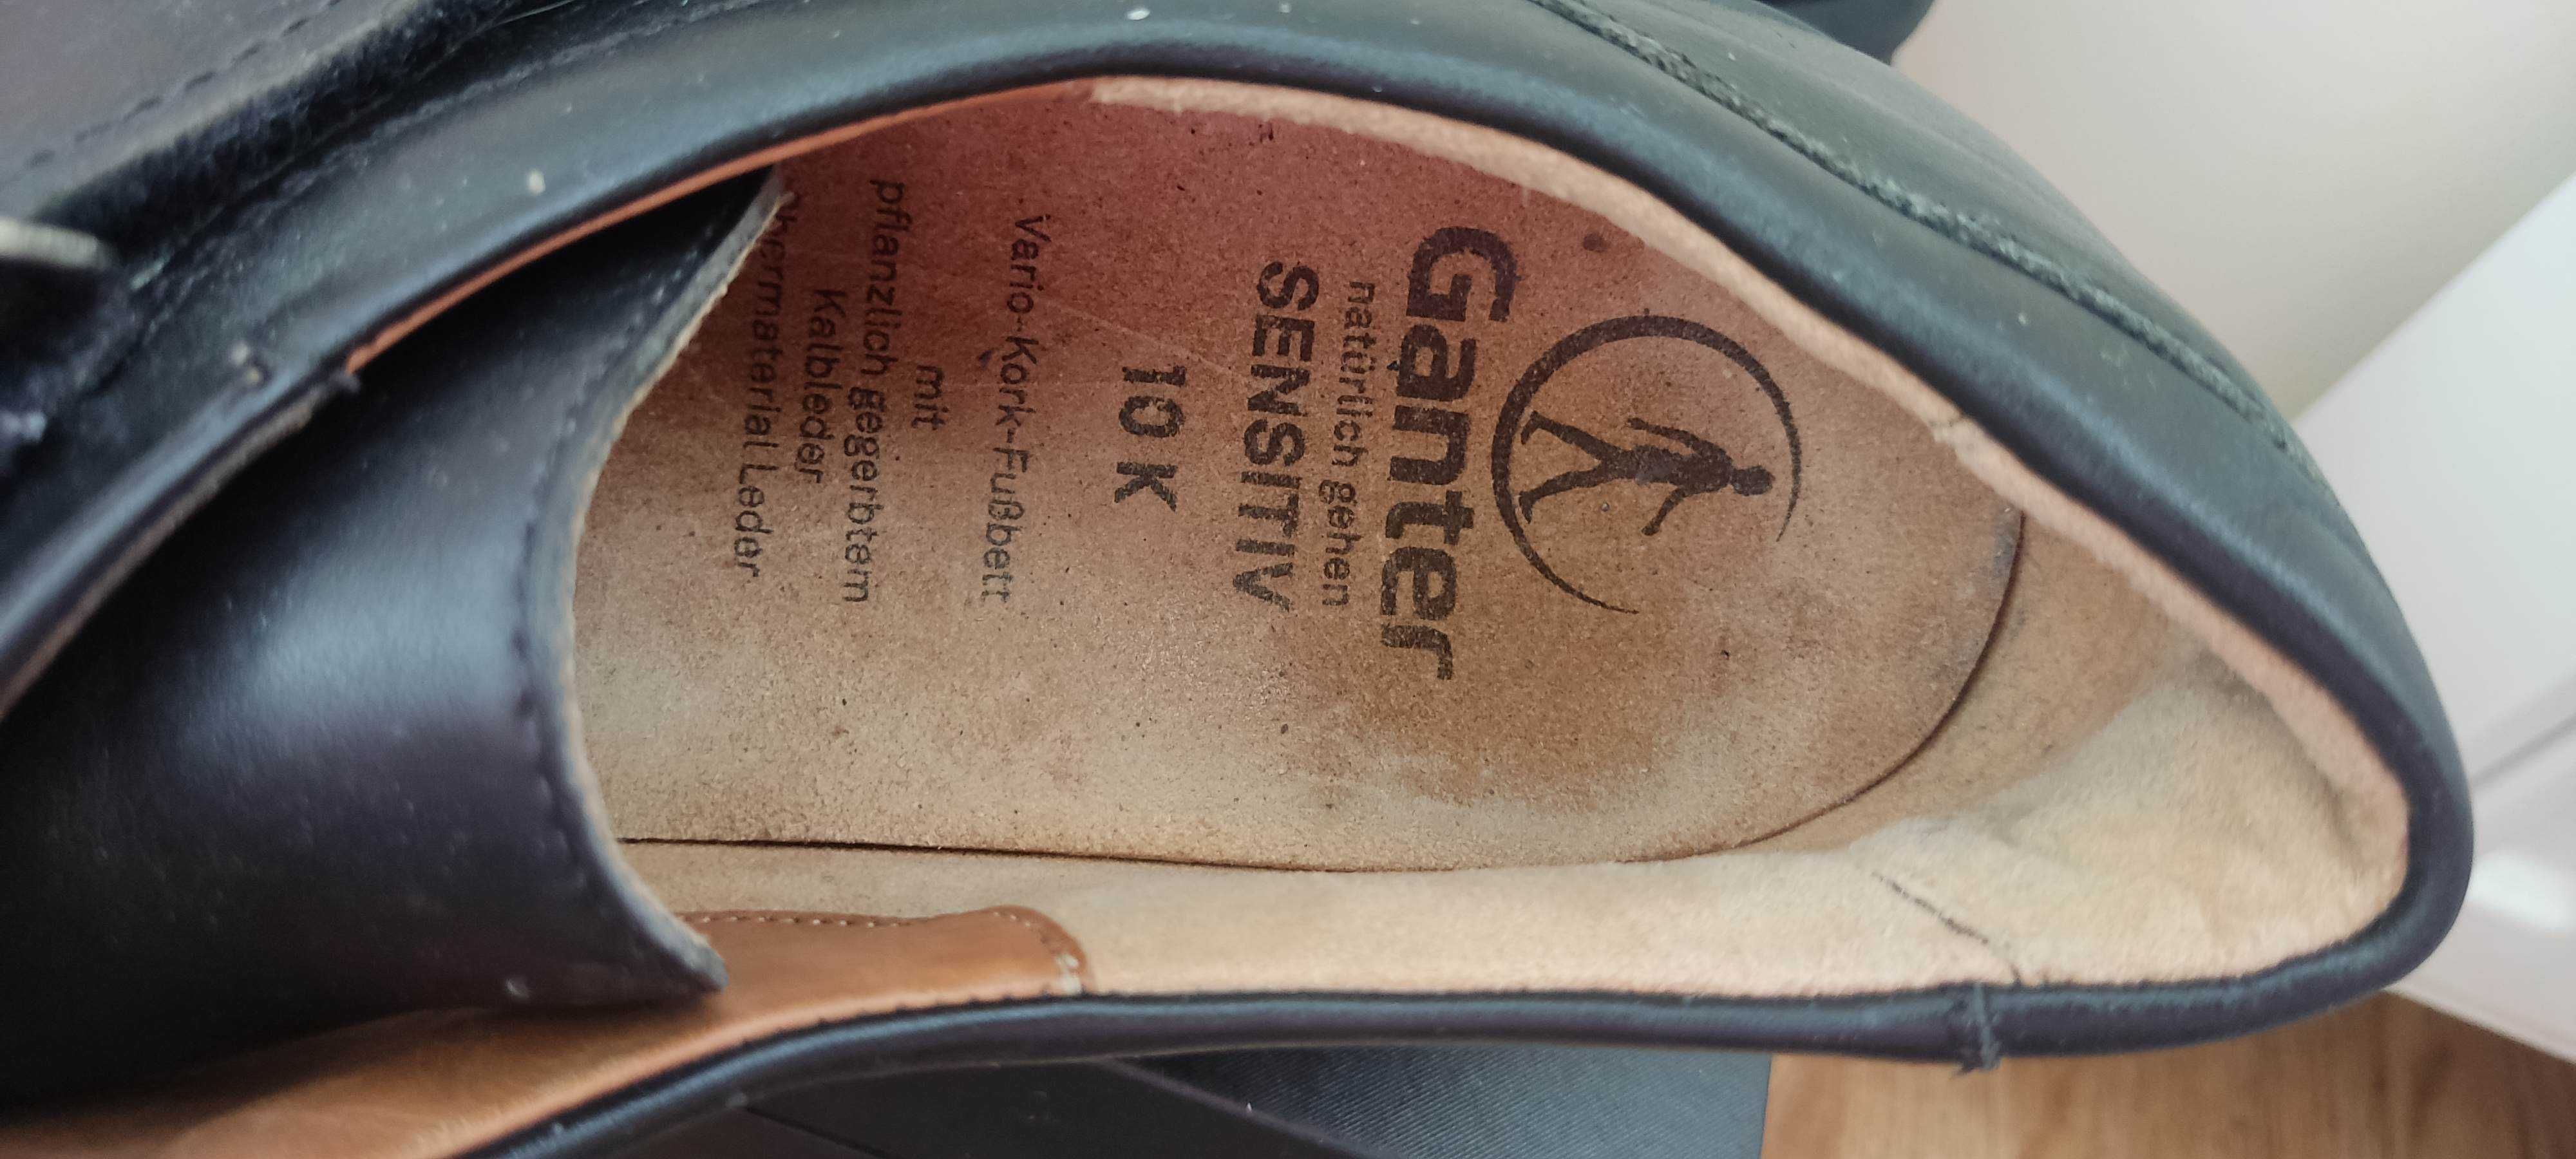 Ganter
natürlich gehen
SENSITIV
10 K
Vario-Kork-Fußbett
mit
pflanzlich gegerbtem
Kalbleder
Obermaterial Leder